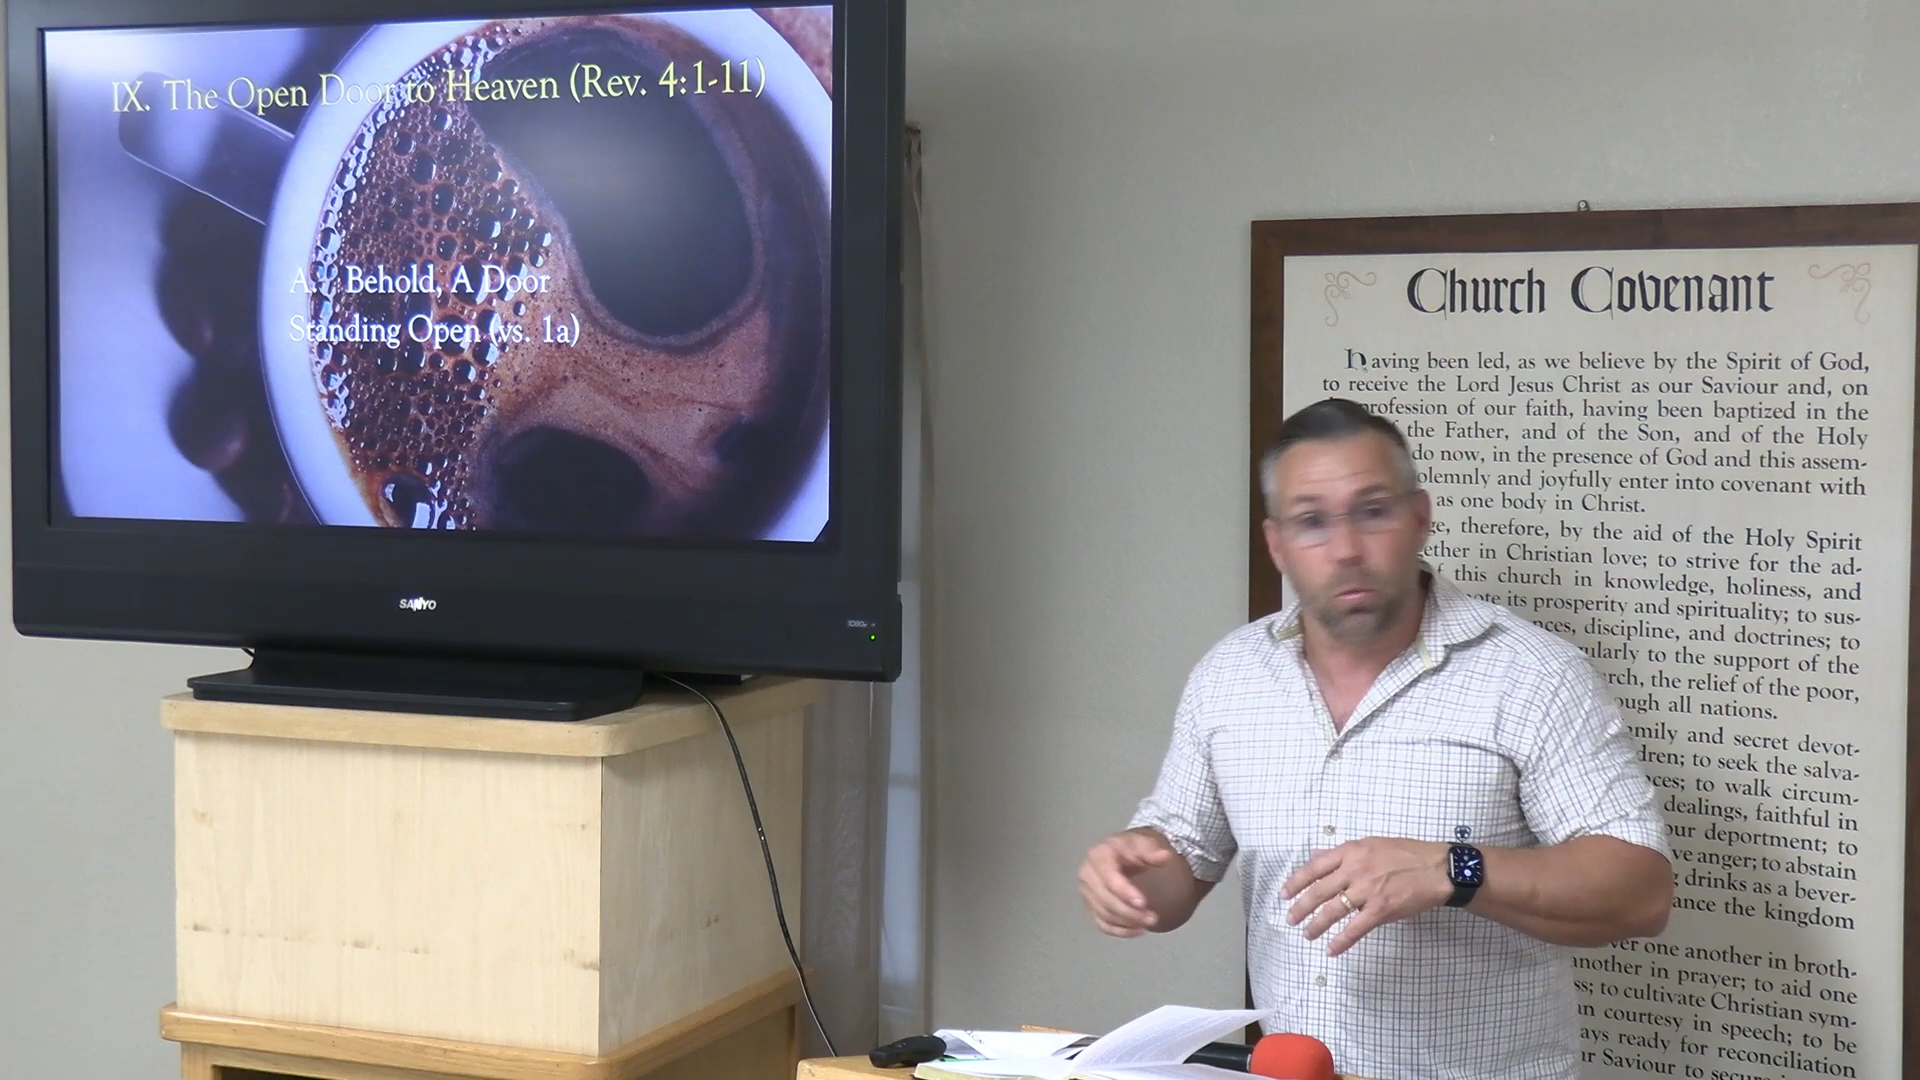 IX. The Open Door to Heaven (Rev. 4:1-11)
A. Behold, A Door
Standing Open (vs. 1a)
SANYO
1080p
Church Covenant
Having been led, as we believe by the Spirit of God,
to receive the Lord Jesus Christ as our Saviour and, on
profession of our faith, having been baptized in the
the Father, and of the Son, and of the Holy
do now, in the presence of God and this assem-
olemnly and joyfully enter into covenant with
as one body in Christ.
ge, therefore, by the aid of the Holy Spirit
gether in Christian love; to strive for the ad-
this church in knowledge, holiness, and
ote its prosperity and spirituality; to sus-
nces, discipline, and doctrines; to
ularly to the support of the
rch, the relief of the poor,
ough all nations.
mily and secret devot-
dren; to seek the salva-
ces; to walk circum-
dealings, faithful in
our deportment; to
ve anger; to abstain
drinks as a bever-
ance the kingdom
ver one another in broth-
another in prayer; to aid one
ss; to cultivate Christian sym-
n courtesy in speech; to be
ays ready for reconciliation
ur Saviour to secure